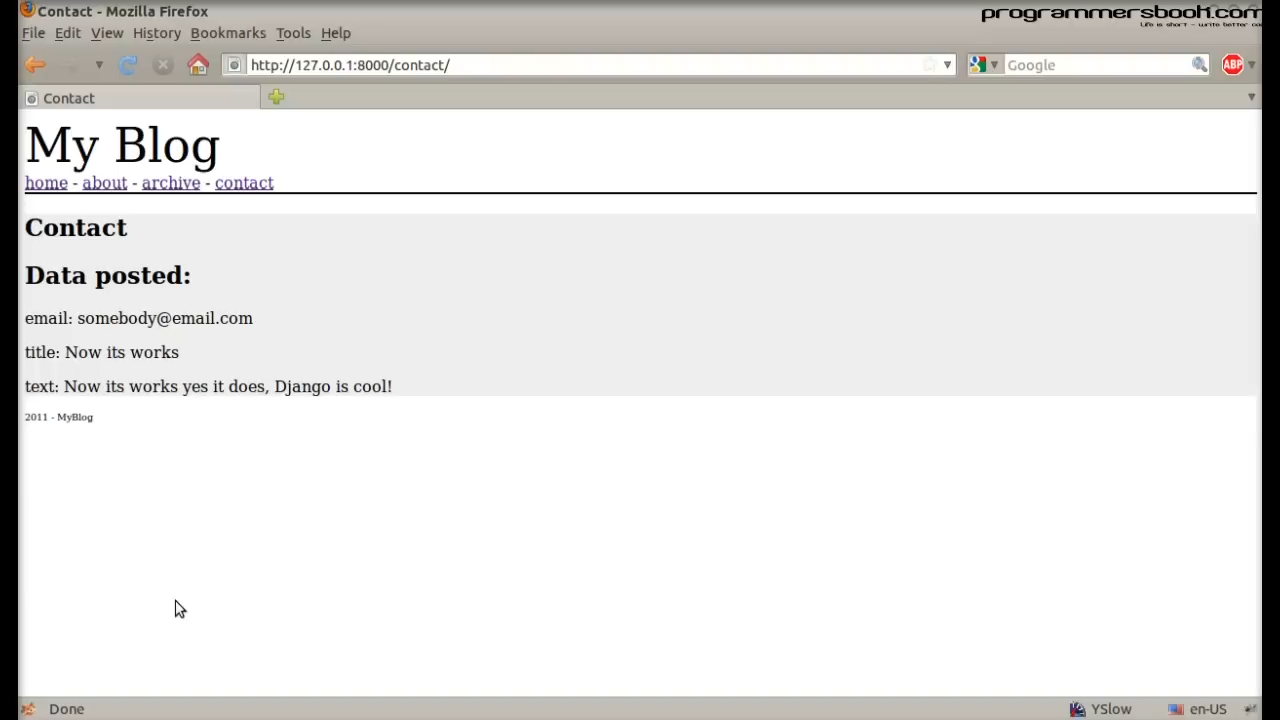 Contact - Mozilla Firefox
programmersbook.com
File Edit View History Bookmarks Tools Help
http://127.0.0.1:8000/contact/
Google
ABP
Contact
My Blog
home - about - archive - contact
Contact
Data posted:
email: somebody@email.com
title: Now its works
text: Now its works yes it does, Django is cool!
2011 - MyBlog
Done
YSlow
en-US